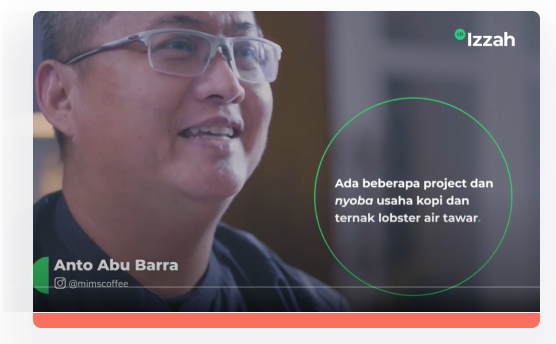 Izzah
Ada beberapa project dan
nyoba usaha kopi dan
ternak lobster air tawar.
Anto Abu Barra
@mimscoffee